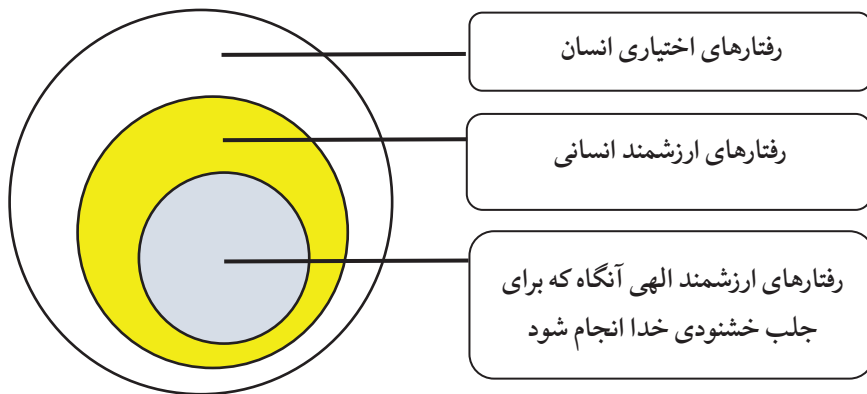 رفتارهای اختیاری انسان
رفتارهای ارزشمند انسانی
رفتارهای ارزشمند الهی آنگاه که برای
جلب خشنودی خدا انجام شود